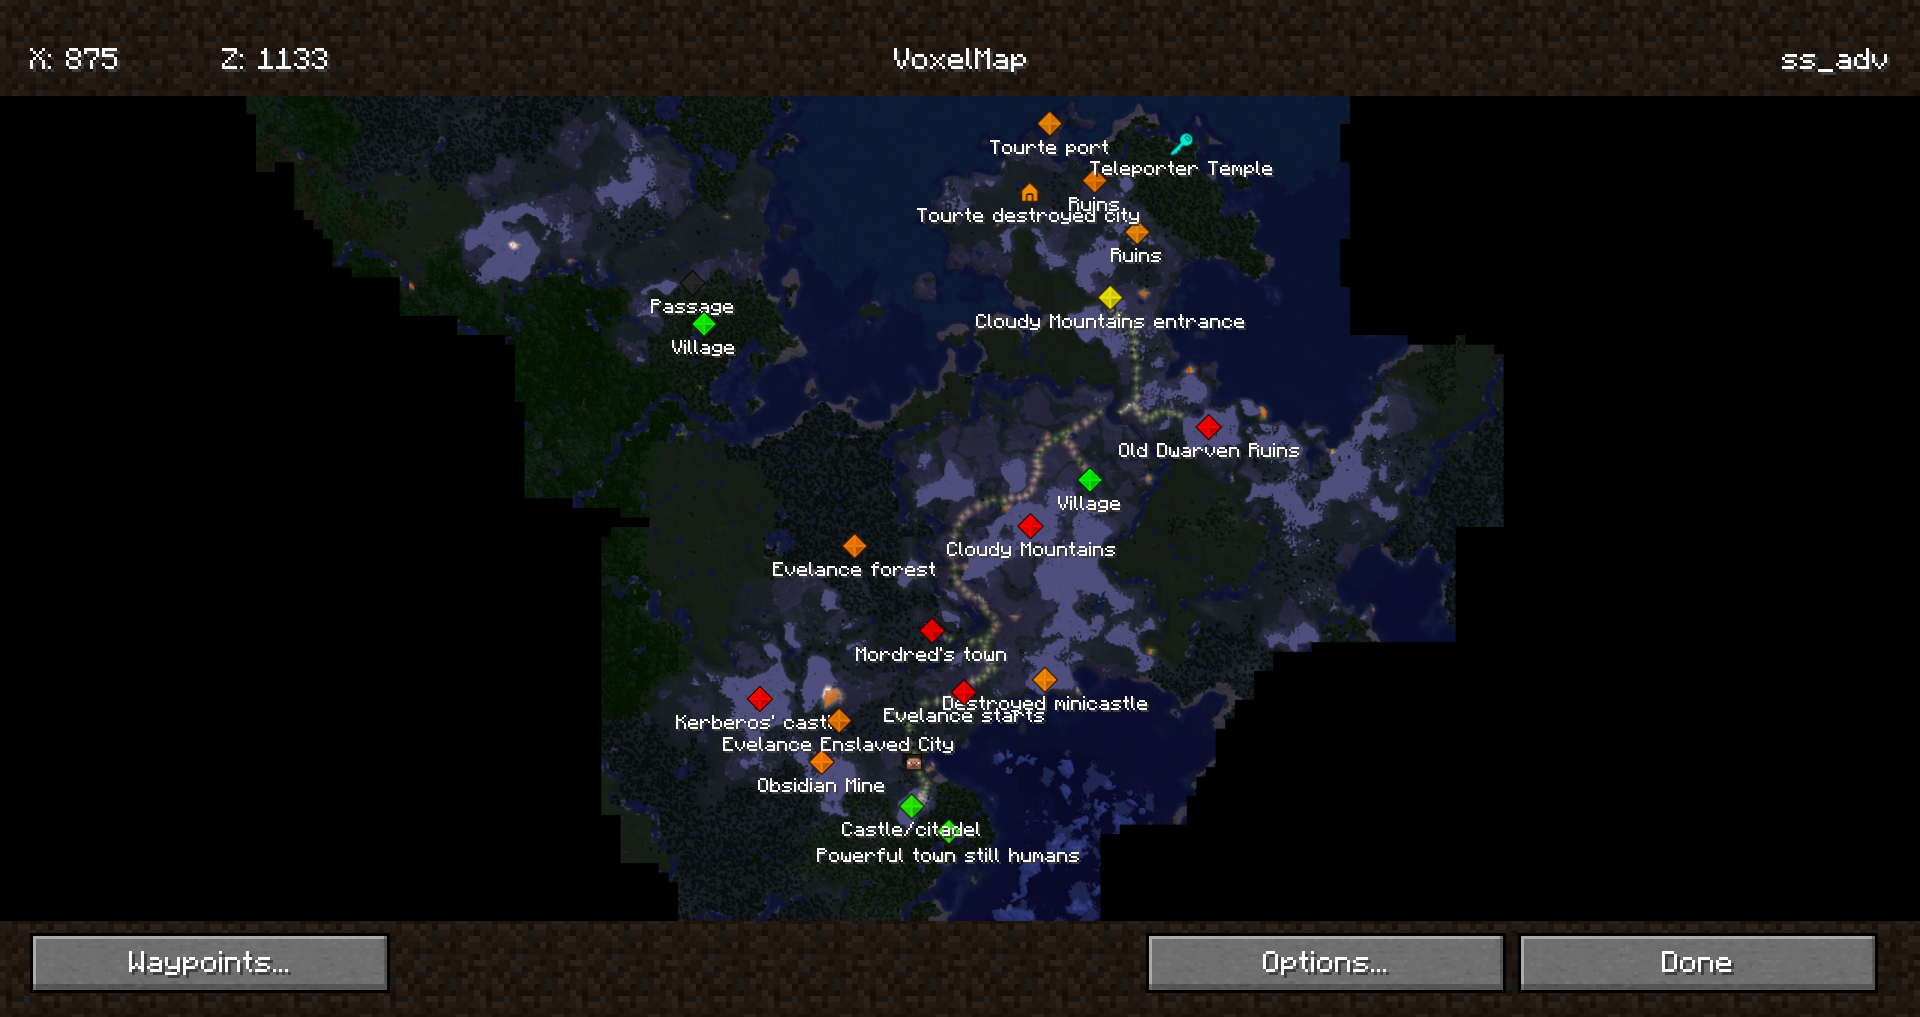 X: 875
Z: 1133
VoxelMap
ss_adv
Tourte port
Teleporter Temple
Ruins
Tourte destroyed city
Ruins
Passage
Cloudy Mountains entrance
Village
Old Dwarven Ruins
Village
Cloudy Mountains
Evelance forest
Mordred's town
Destroyed minicastle
Evelance starts
Kerberos' castl
Evelance Enslaved City
Obsidian Mine
Castle/citadel
Powerful town still humans
Waypoints...
Options...
Done